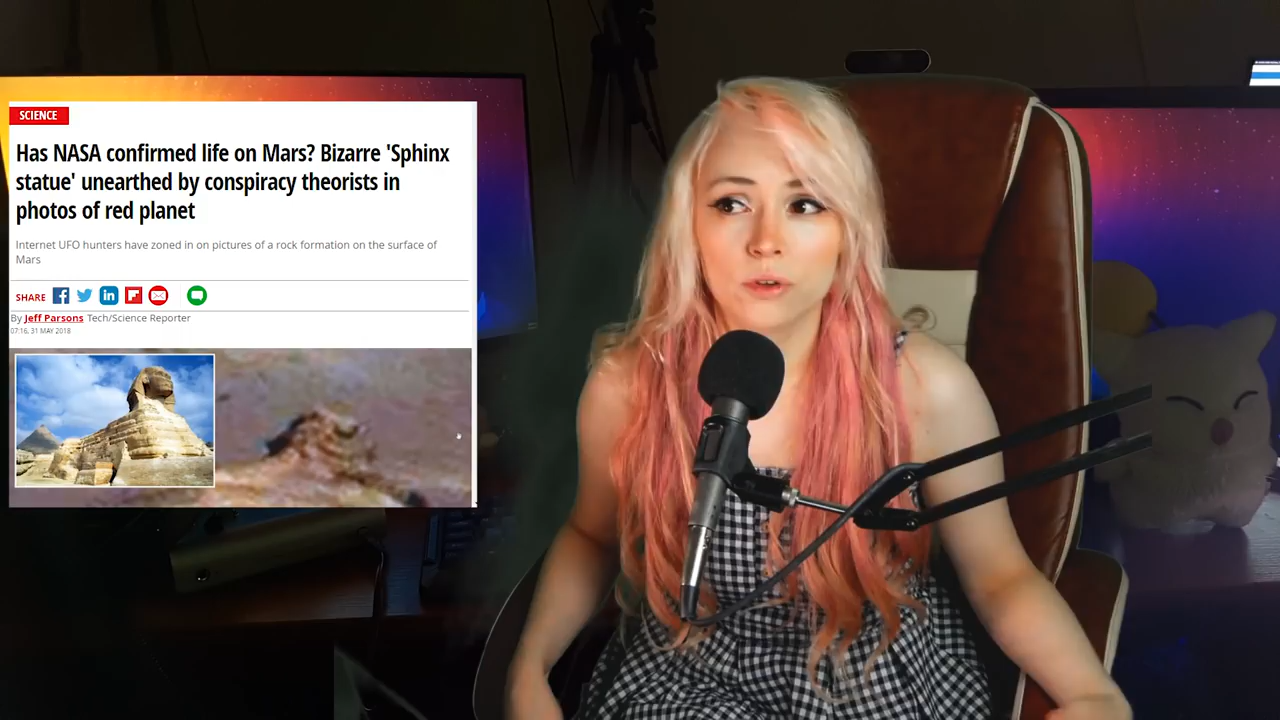 SCIENCE
Has NASA confirmed life on Mars? Bizarre 'Sphinx
statue' unearthed by conspiracy theorists in
photos of red planet
Internet UFO hunters have zoned in on pictures of a rock formation on the surface of
Mars
SHARE
By Jeff Parsons Tech/Science Reporter
07:16, 31 MAY 2018